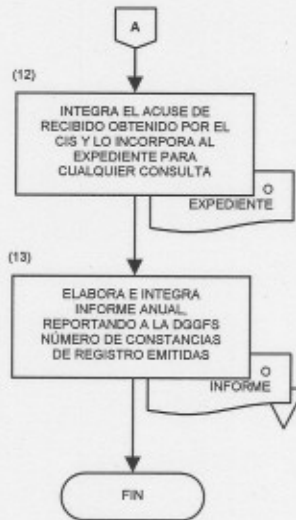 A
(12)
INTEGRA EL ACUSE DE
RECIBIDO OBTENIDO POR EL
CIS Y LO INCORPORA AL
EXPEDIENTE PARA
CUALQUIER CONSULTA
O
EXPEDIENTE
(13)
ELABORA E INTEGRA
INFORME ANUAL,
REPORTANDO A LA DGGFS
NÚMERO DE CONSTANCIAS
DE REGISTRO EMITIDAS
O
INFORME
FIN